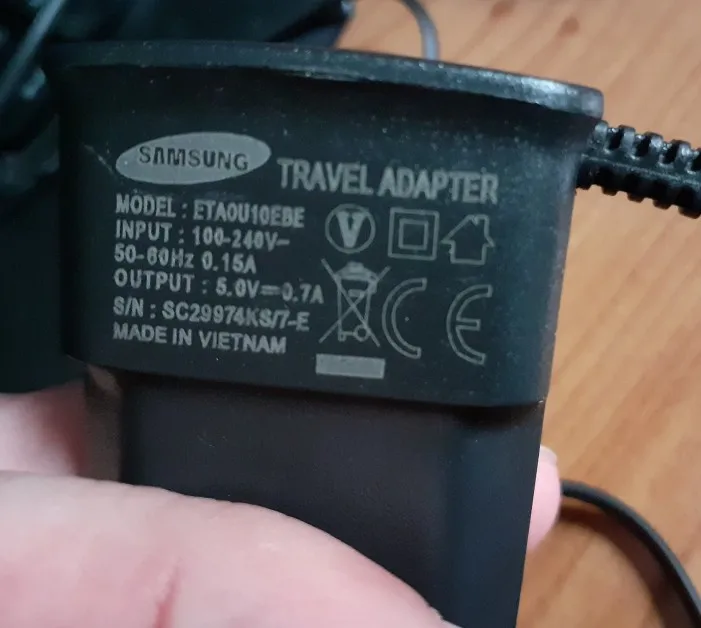 SAMSUNG
TRAVEL ADAPTER
MODEL : ETA0U10EBE
INPUT : 100-240V~
50-60Hz 0.15A
OUTPUT : 5.0V⎓0.7A
S/N : SC29974KS/7-E
MADE IN VIETNAM
V
CE